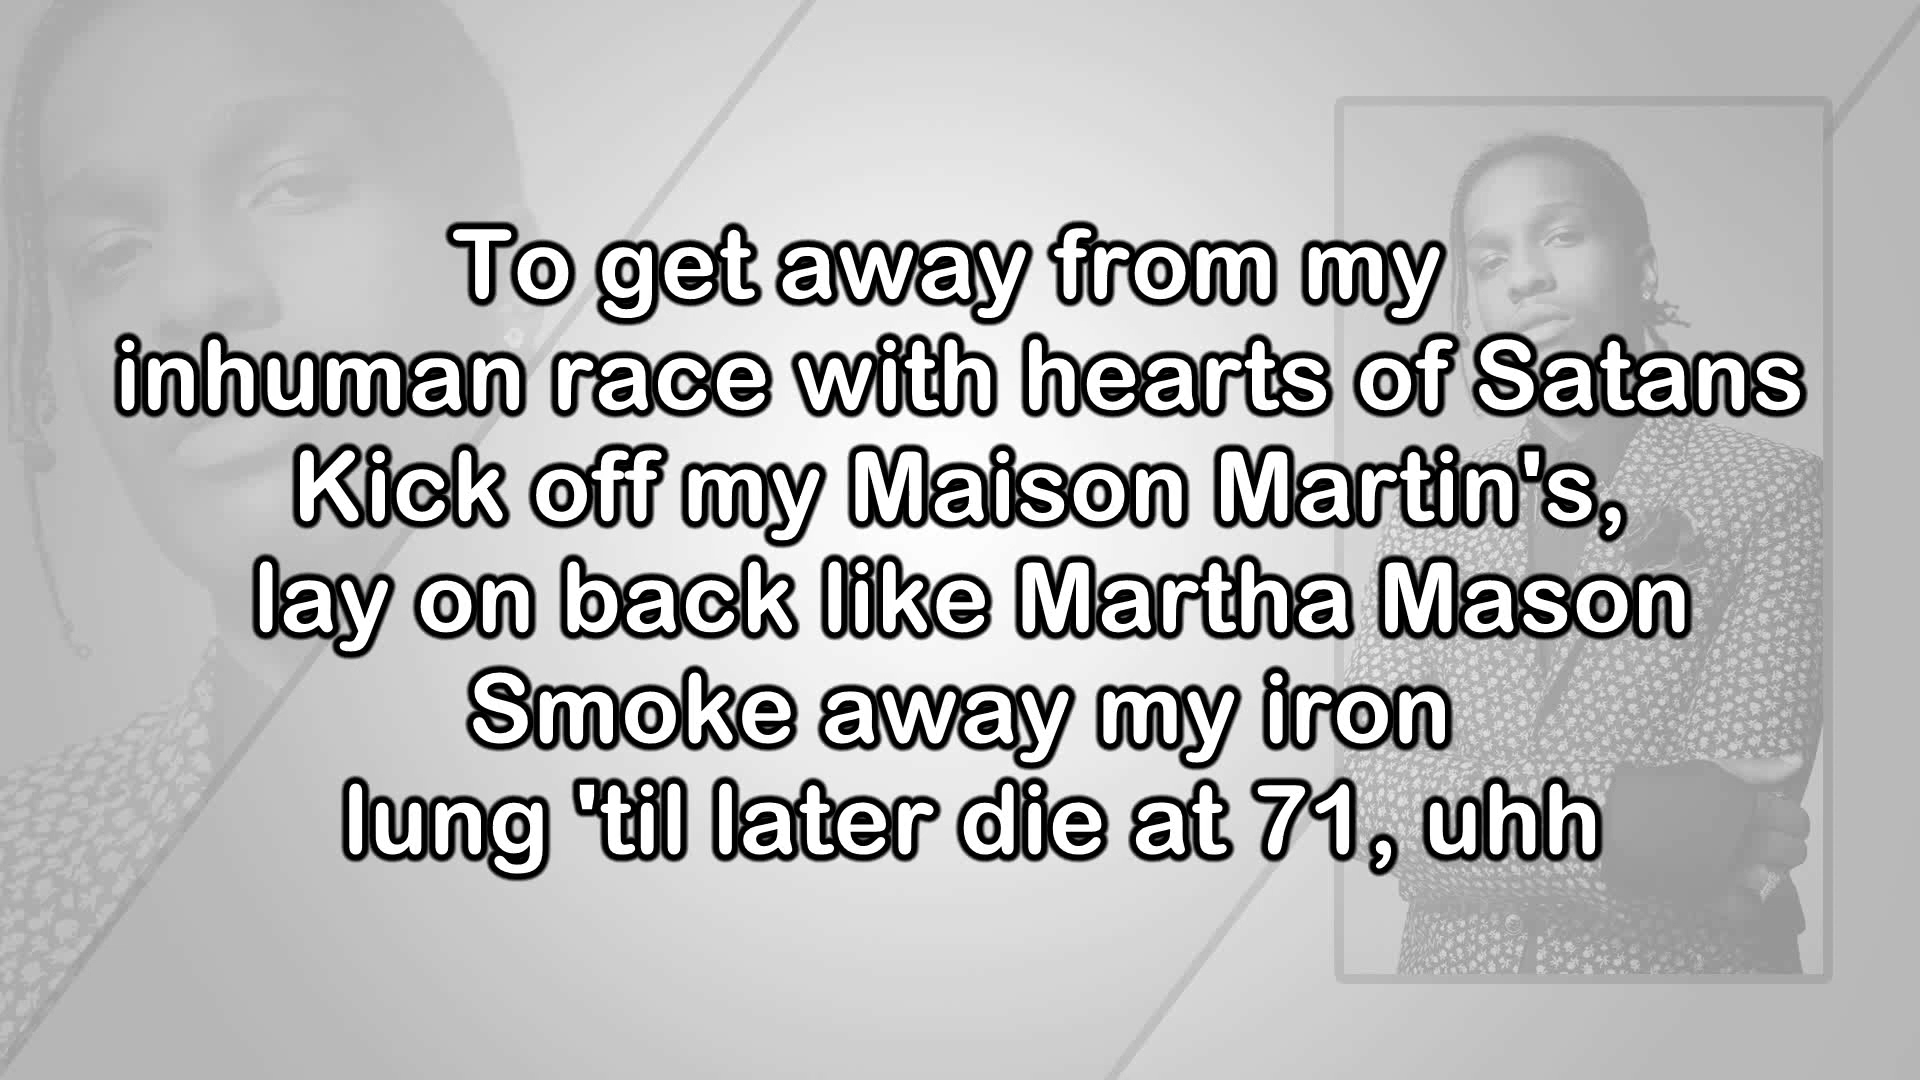 To get away from my
inhuman race with hearts of Satans
Kick off my Maison Martin's,
lay on back like Martha Mason
Smoke away my iron
lung 'til later die at 71, uhh